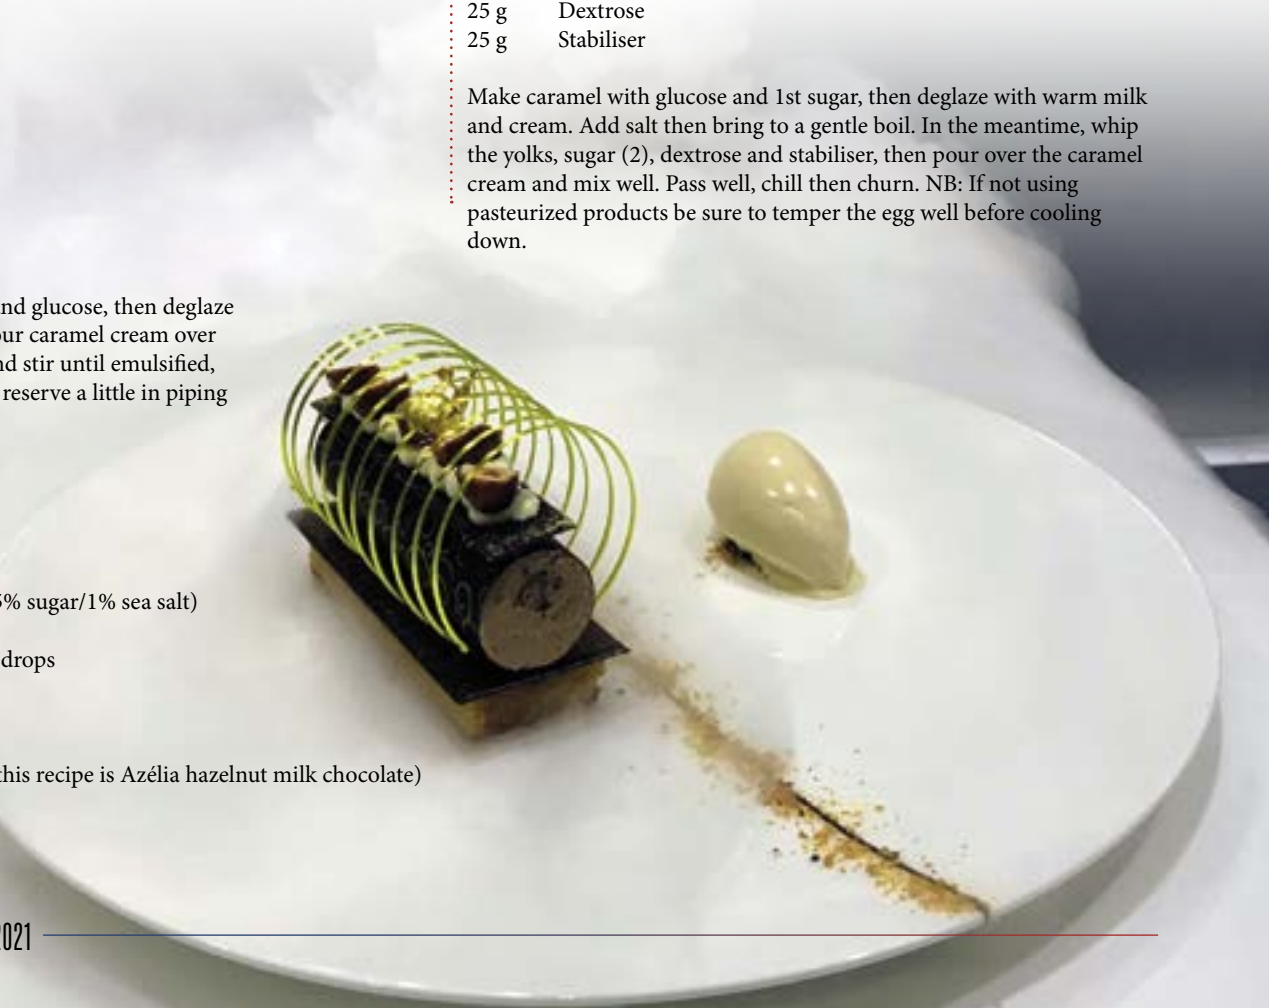 25 g Dextrose
25 g Stabiliser
Make caramel with glucose and 1st sugar, then deglaze with warm milk
and cream. Add salt then bring to a gentle boil. In the meantime, whip
the yolks, sugar (2), dextrose and stabiliser, then pour over the caramel
cream and mix well. Pass well, chill then churn. NB: If not using
pasteurized products be sure to temper the egg well before cooling
down.
nd glucose, then deglaze
our caramel cream over
nd stir until emulsified,
reserve a little in piping
5% sugar/1% sea salt)
drops
this recipe is Azélia hazelnut milk chocolate)
2021